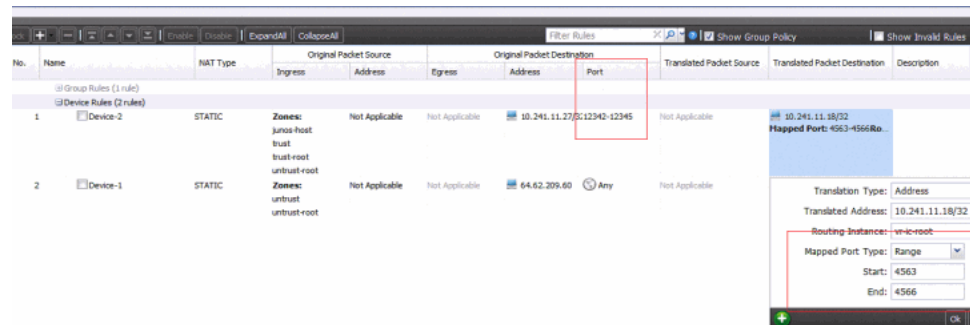 ock Enable Disable ExpandAll CollapseAll Filter Rules Show Group Policy Show Invalid Rules
No. Name NAT Type Original Packet Source Original Packet Destination Translated Packet Source Translated Packet Destination Description
Ingress Address Egress Address Port
Group Rules (1 rule)
Device Rules (2 rules)
1 Device-2 STATIC Zones: Not Applicable Not Applicable 10.241.11.27/32 12342-12345 Not Applicable 10.241.11.18/32
junos-host Mapped Port: 4563-4566Ro...
trust
trust-root
untrust-root
2 Device-1 STATIC Zones: Not Applicable Not Applicable 64.62.209.60 Any Not Applicable
untrust
untrust-root
Translation Type: Address
Translated Address: 10.241.11.18/32
Routing Instance: vr-ic-root
Mapped Port Type: Range
Start: 4563
End: 4566
Ok